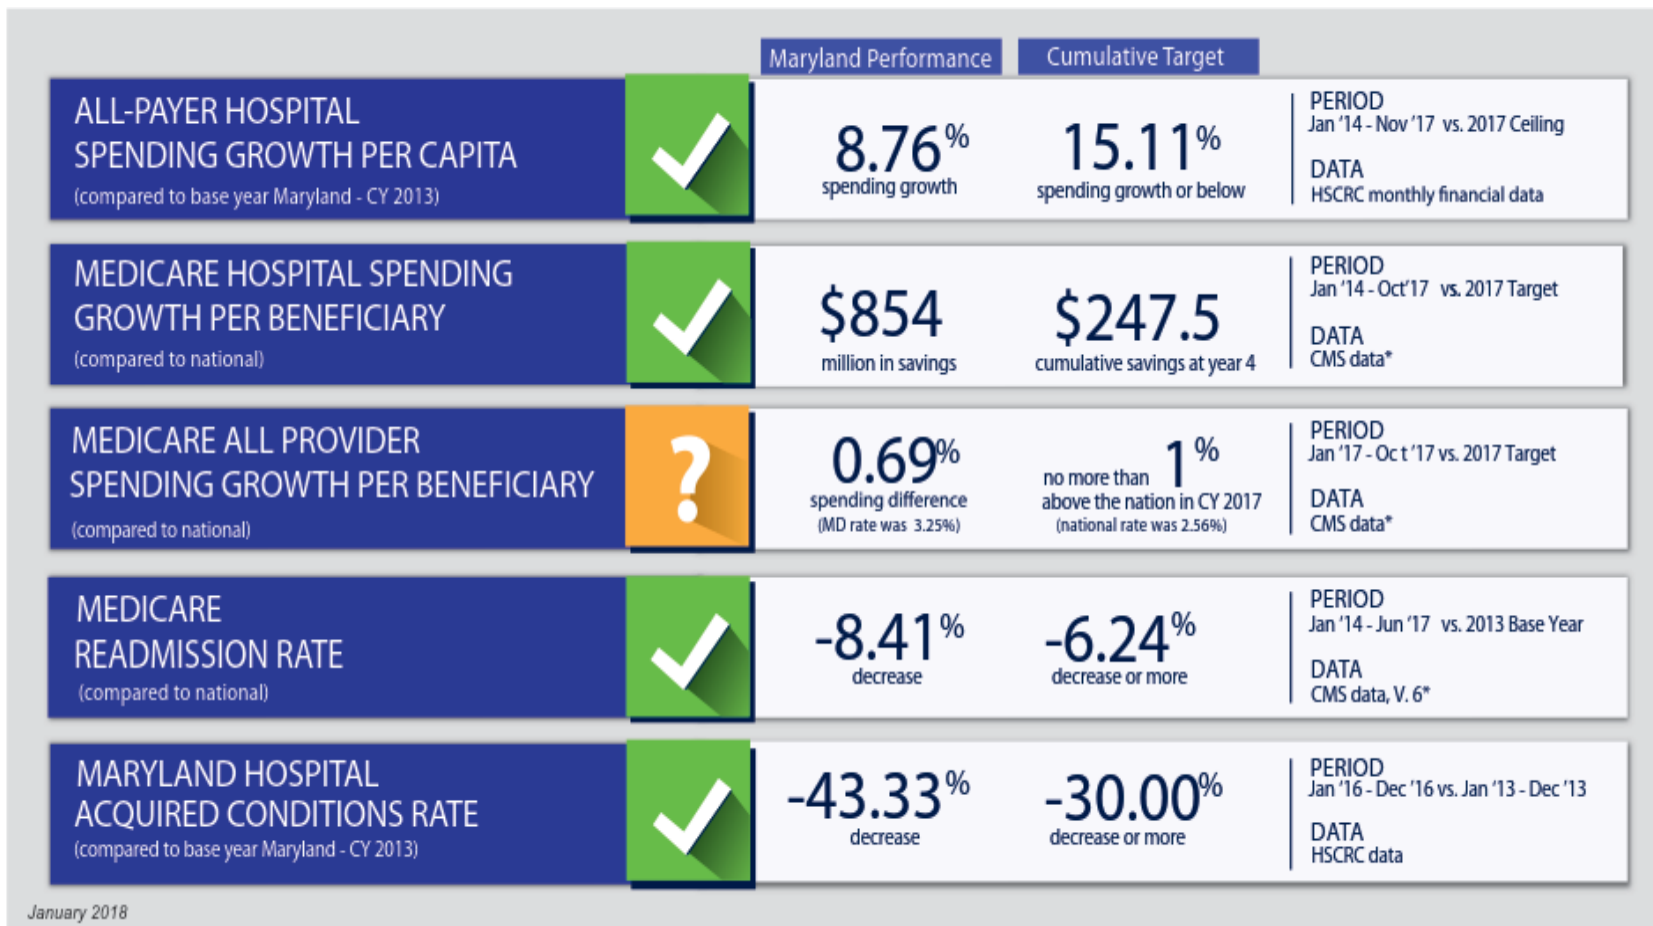 Maryland Performance
Cumulative Target
ALL-PAYER HOSPITAL
SPENDING GROWTH PER CAPITA
(compared to base year Maryland - CY 2013)
8.76%
spending growth
15.11%
spending growth or below
PERIOD
Jan '14 - Nov '17 vs. 2017 Ceiling
DATA
HSCRC monthly financial data
MEDICARE HOSPITAL SPENDING
GROWTH PER BENEFICIARY
(compared to national)
$854
million in savings
$247.5
cumulative savings at year 4
PERIOD
Jan '14 - Oct'17 vs. 2017 Target
DATA
CMS data*
MEDICARE ALL PROVIDER
SPENDING GROWTH PER BENEFICIARY
(compared to national)
?
0.69%
spending difference
(MD rate was 3.25%)
no more than 1%
above the nation in CY 2017
(national rate was 2.56%)
PERIOD
Jan '17 - Oc t '17 vs. 2017 Target
DATA
CMS data*
MEDICARE
READMISSION RATE
(compared to national)
-8.41%
decrease
-6.24%
decrease or more
PERIOD
Jan '14 - Jun '17 vs. 2013 Base Year
DATA
CMS data, V. 6*
MARYLAND HOSPITAL
ACQUIRED CONDITIONS RATE
(compared to base year Maryland - CY 2013)
-43.33%
decrease
-30.00%
decrease or more
PERIOD
Jan '16 - Dec '16 vs. Jan '13 - Dec '13
DATA
HSCRC data
January 2018